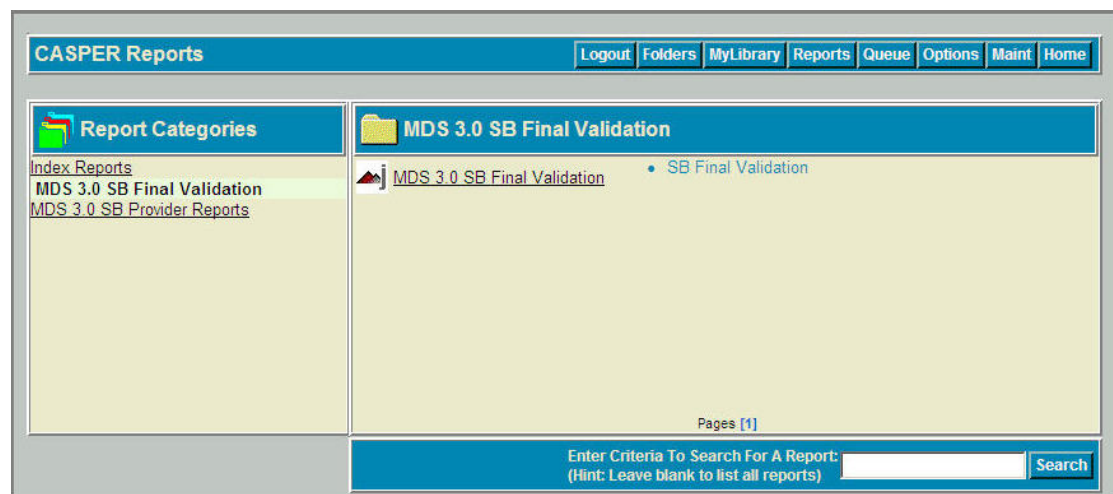 CASPER Reports
Logout Folders MyLibrary Reports Queue Options Maint Home
Report Categories
Index Reports
MDS 3.0 SB Final Validation
MDS 3.0 SB Provider Reports
MDS 3.0 SB Final Validation
MDS 3.0 SB Final Validation
• SB Final Validation
Pages [1]
Enter Criteria To Search For A Report:
(Hint: Leave blank to list all reports)
Search